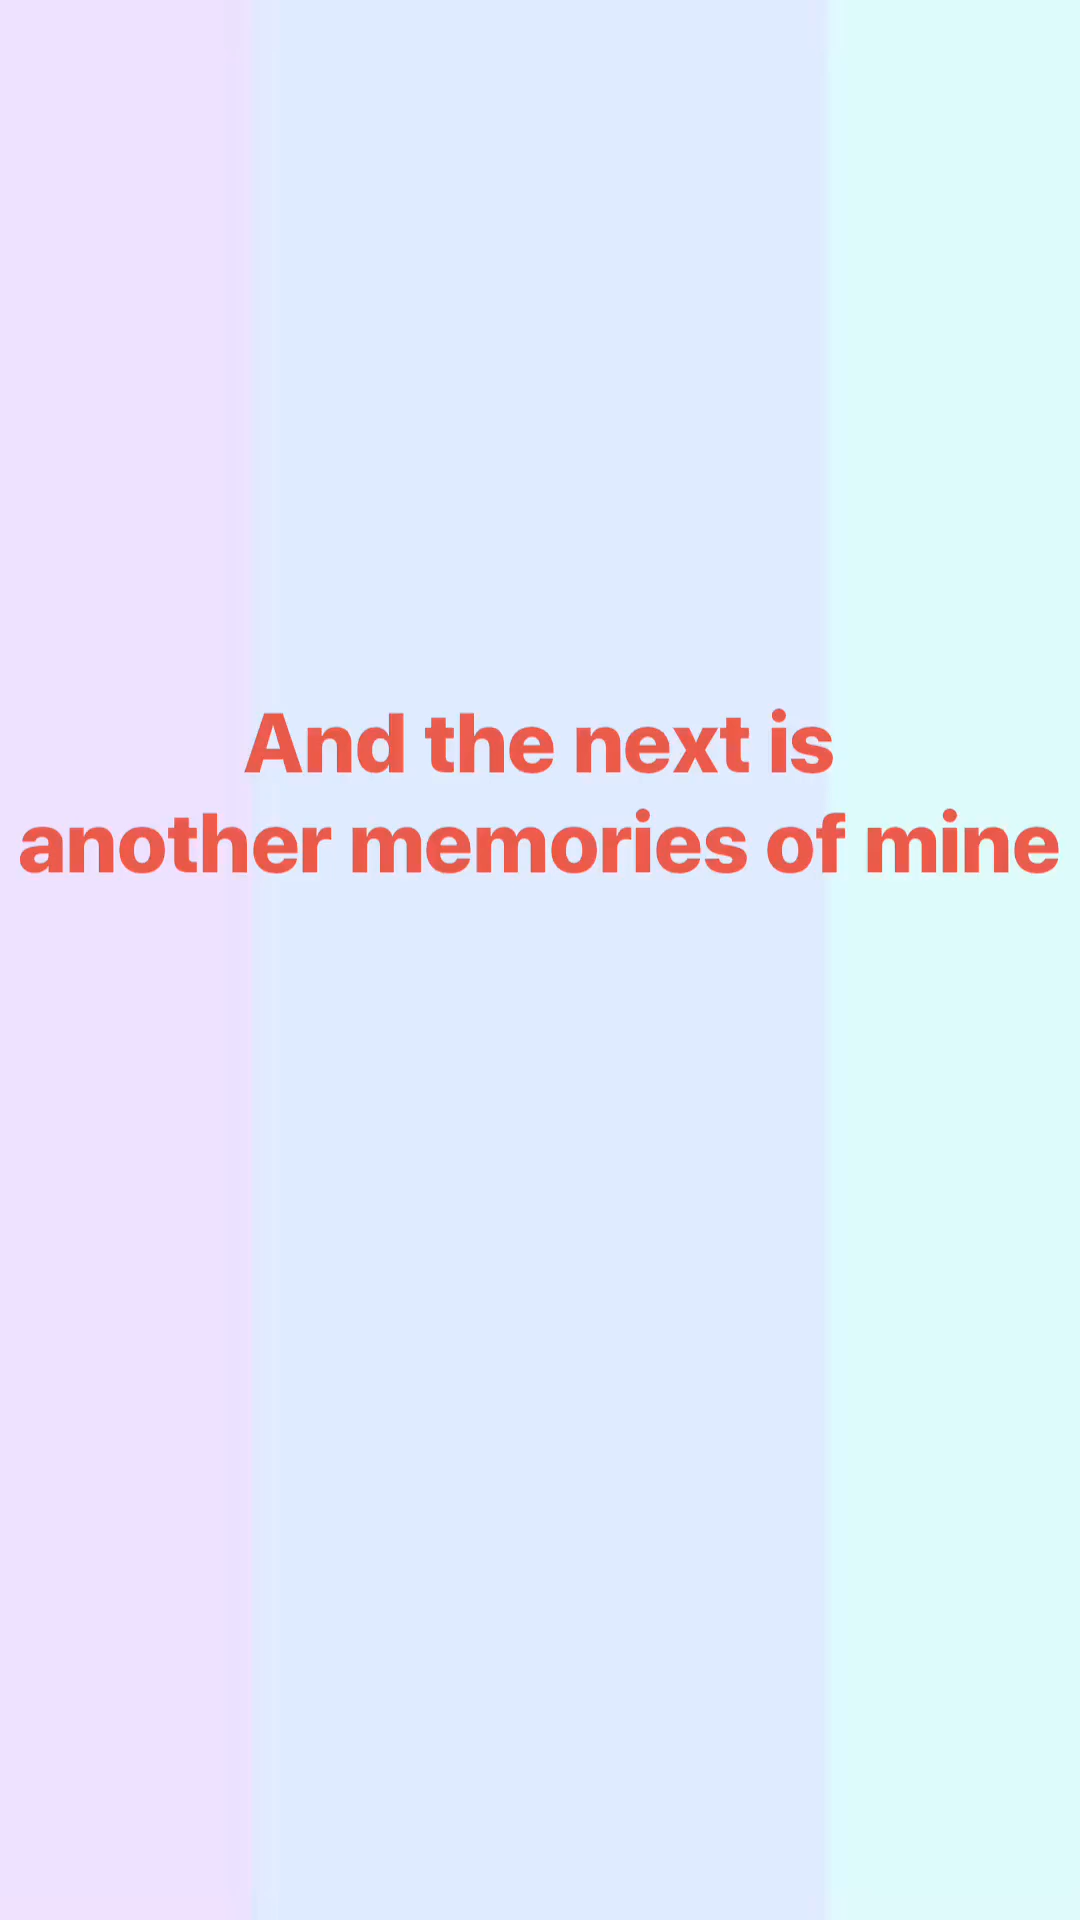 And the next is
another memories of mine